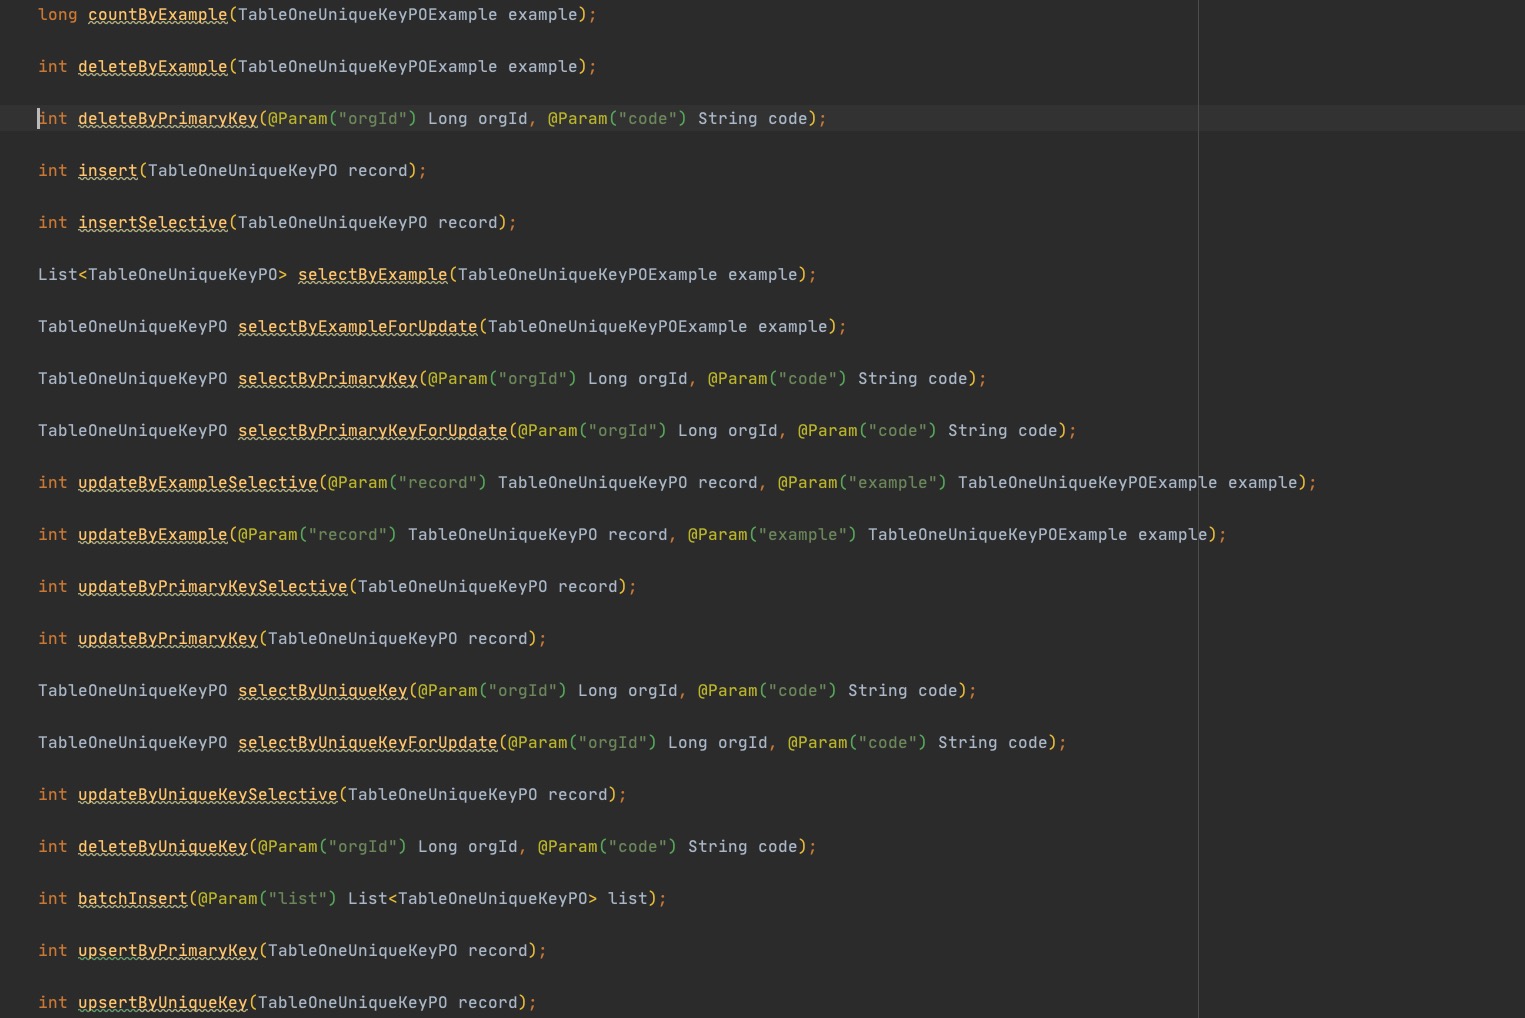 long countByExample(TableOneUniqueKeyPOExample example);
int deleteByExample(TableOneUniqueKeyPOExample example);
int deleteByPrimaryKey(@Param("orgId") Long orgId, @Param("code") String code);
int insert(TableOneUniqueKeyPO record);
int insertSelective(TableOneUniqueKeyPO record);
List<TableOneUniqueKeyPO> selectByExample(TableOneUniqueKeyPOExample example);
TableOneUniqueKeyPO selectByExampleForUpdate(TableOneUniqueKeyPOExample example);
TableOneUniqueKeyPO selectByPrimaryKey(@Param("orgId") Long orgId, @Param("code") String code);
TableOneUniqueKeyPO selectByPrimaryKeyForUpdate(@Param("orgId") Long orgId, @Param("code") String code);
int updateByExampleSelective(@Param("record") TableOneUniqueKeyPO record, @Param("example") TableOneUniqueKeyPOExample example);
int updateByExample(@Param("record") TableOneUniqueKeyPO record, @Param("example") TableOneUniqueKeyPOExample example);
int updateByPrimaryKeySelective(TableOneUniqueKeyPO record);
int updateByPrimaryKey(TableOneUniqueKeyPO record);
TableOneUniqueKeyPO selectByUniqueKey(@Param("orgId") Long orgId, @Param("code") String code);
TableOneUniqueKeyPO selectByUniqueKeyForUpdate(@Param("orgId") Long orgId, @Param("code") String code);
int updateByUniqueKeySelective(TableOneUniqueKeyPO record);
int deleteByUniqueKey(@Param("orgId") Long orgId, @Param("code") String code);
int batchInsert(@Param("list") List<TableOneUniqueKeyPO> list);
int upsertByPrimaryKey(TableOneUniqueKeyPO record);
int upsertByUniqueKey(TableOneUniqueKeyPO record);